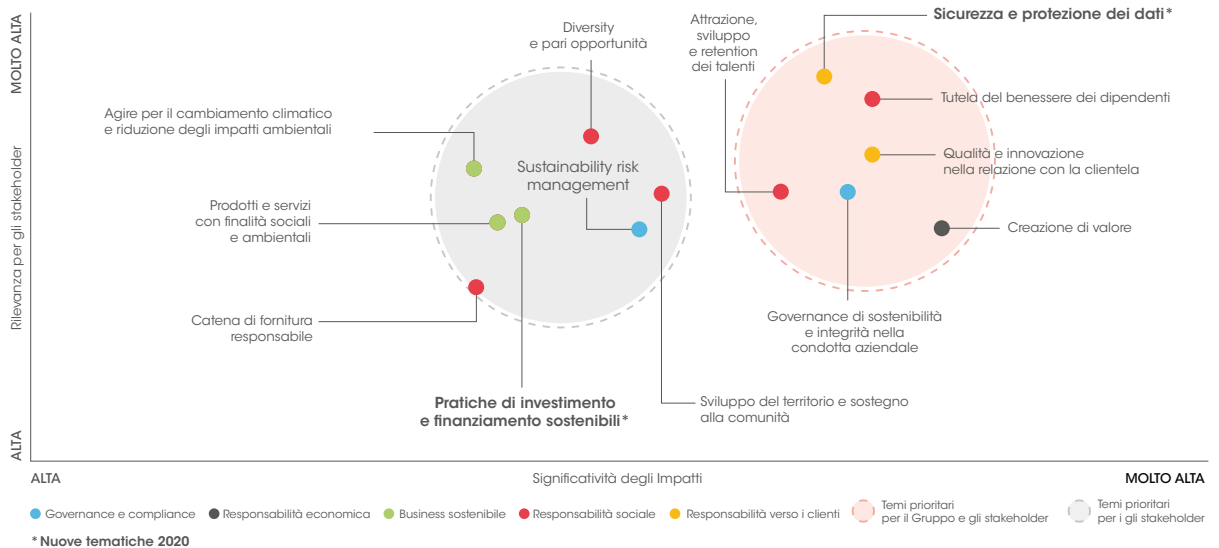 MOLTO ALTA
Rilevanza per gli stakeholder
ALTA
Diversity
e pari opportunità
Attrazione,
sviluppo
e retention
dei talenti
Sicurezza e protezione dei dati*
Agire per il cambiamento climatico
e riduzione degli impatti ambientali
Tutela del benessere dei dipendenti
Sustainability risk
management
Qualità e innovazione
nella relazione con la clientela
Prodotti e servizi
con finalità sociali
e ambientali
Creazione di valore
Catena di fornitura
responsabile
Governance di sostenibilità
e integrità nella
condotta aziendale
Pratiche di investimento
e finanziamento sostenibili*
Sviluppo del territorio e sostegno
alla comunità
ALTA
Significatività degli Impatti
MOLTO ALTA
Governance e compliance
Responsabilità economica
Business sostenibile
Responsabilità sociale
Responsabilità verso i clienti
Temi prioritari
per il Gruppo e gli stakeholder
Temi prioritari
per i gli stakeholder
* Nuove tematiche 2020